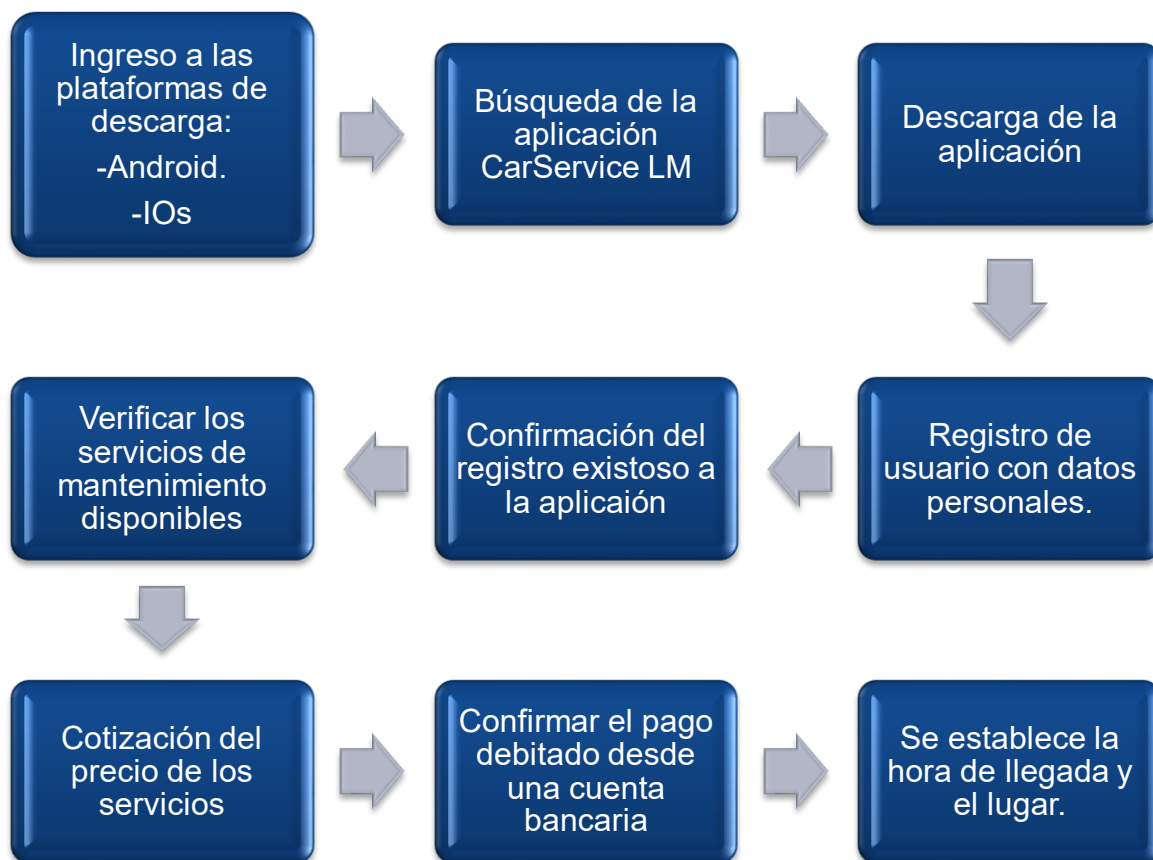 Ingreso a las
plataformas de
descarga:
-Android.
-IOs
Búsqueda de la
aplicación
CarService LM
Descarga de la
aplicación
Registro de
usuario con datos
personales.
Confirmación del
registro existoso a
la aplicaión
Verificar los
servicios de
mantenimiento
disponibles
Cotización del
precio de los
servicios
Confirmar el pago
debitado desde
una cuenta
bancaria
Se establece la
hora de llegada y
el lugar.